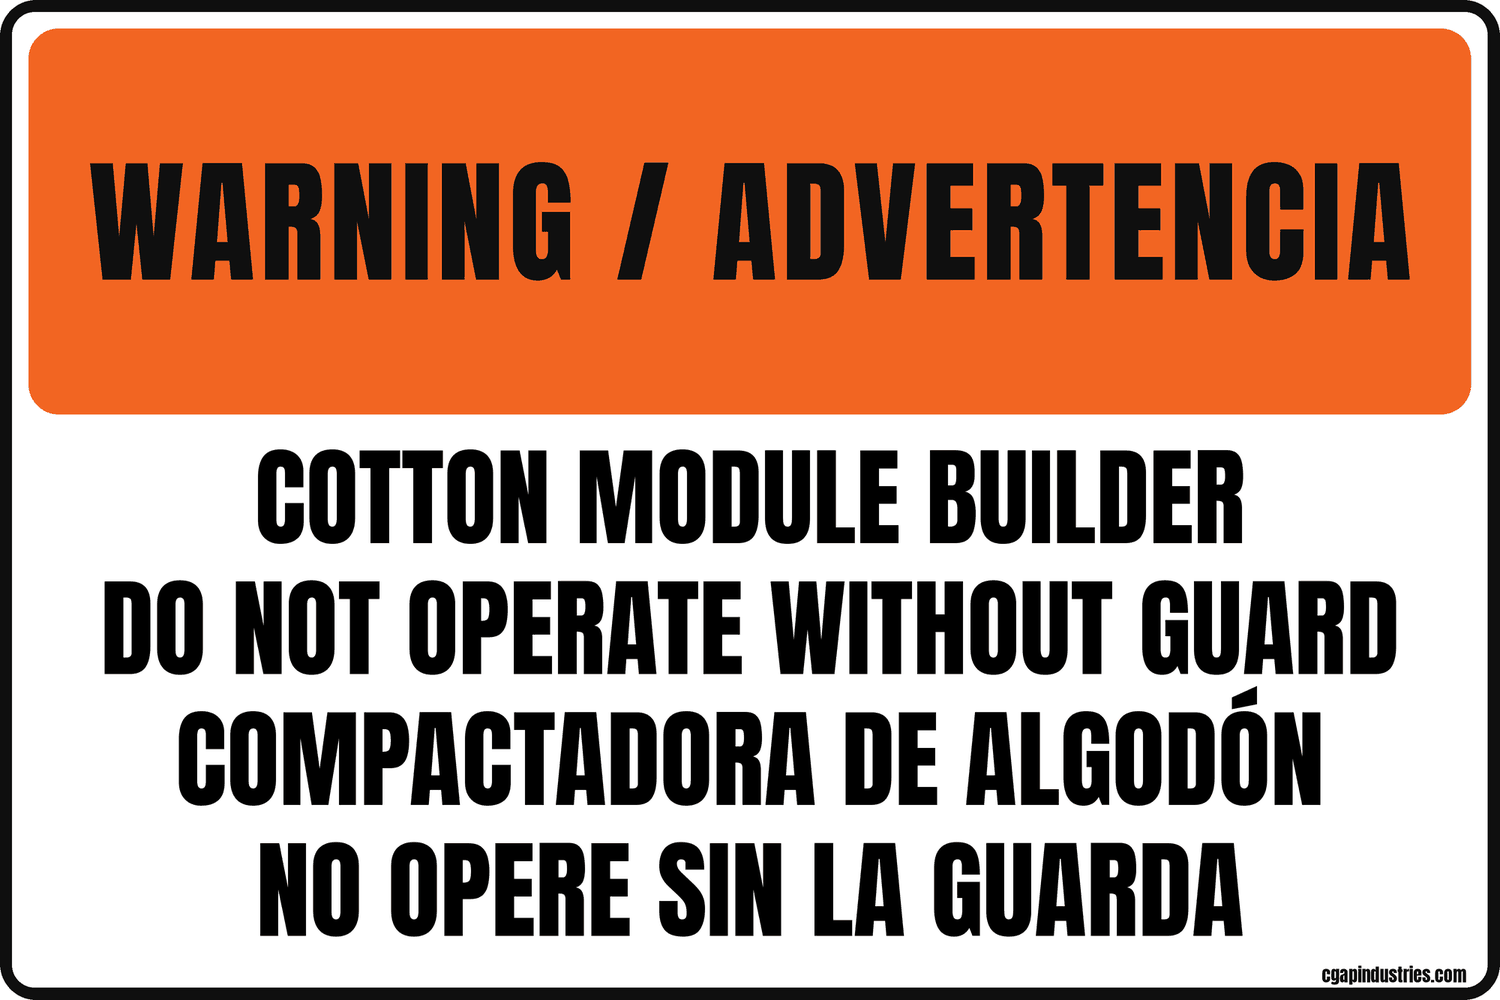 WARNING / ADVERTENCIA
COTTON MODULE BUILDER
DO NOT OPERATE WITHOUT GUARD
COMPACTADORA DE ALGODÓN
NO OPERE SIN LA GUARDA
cgapindustries.com